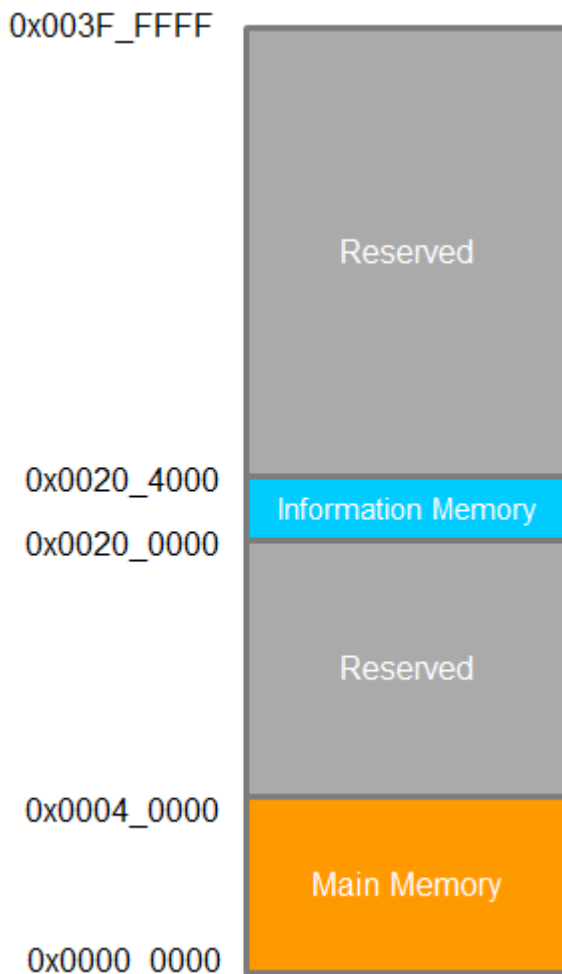 0x003F_FFFF
Reserved
0x0020_4000
Information Memory
0x0020_0000
Reserved
0x0004_0000
Main Memory
0x0000_0000